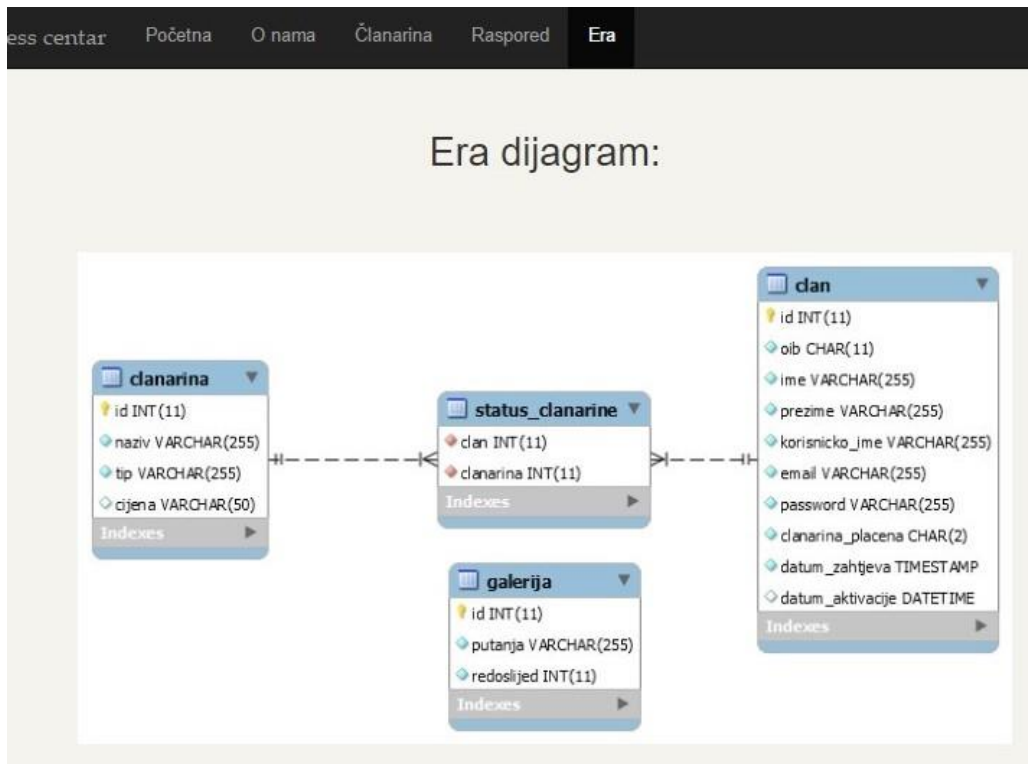 ess centar Početna O nama Članarina Raspored Era
Era dijagram:
clanarina
id INT(11)
naziv VARCHAR(255)
tip VARCHAR(255)
cijena VARCHAR(50)
Indexes
status_clanarine
clan INT(11)
clanarina INT(11)
Indexes
galerija
id INT(11)
putanja VARCHAR(255)
redoslijed INT(11)
Indexes
clan
id INT(11)
oib CHAR(11)
ime VARCHAR(255)
prezime VARCHAR(255)
korisnicko_ime VARCHAR(255)
email VARCHAR(255)
password VARCHAR(255)
clanarina_placena CHAR(2)
datum_zahtjeva TIMESTAMP
datum_aktivacije DATETIME
Indexes